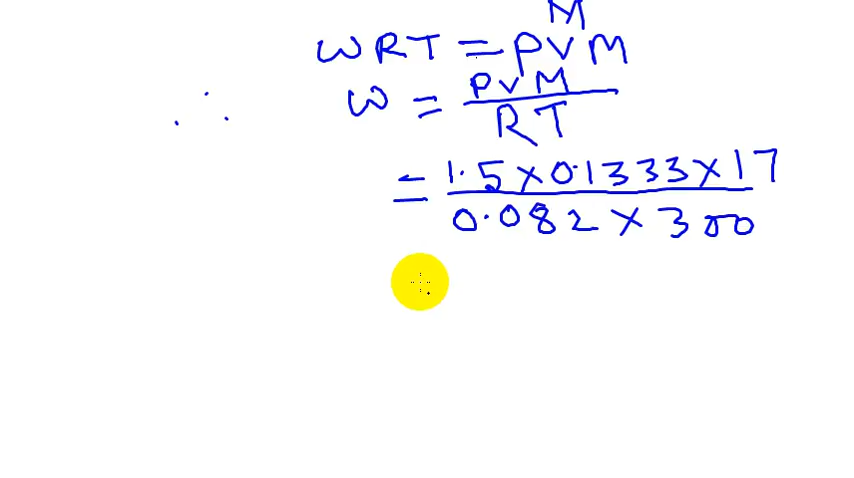 M
WRT = PVM
∴ W = PVM / RT
= 1.5 × 0.1333 × 17 / 0.082 × 300